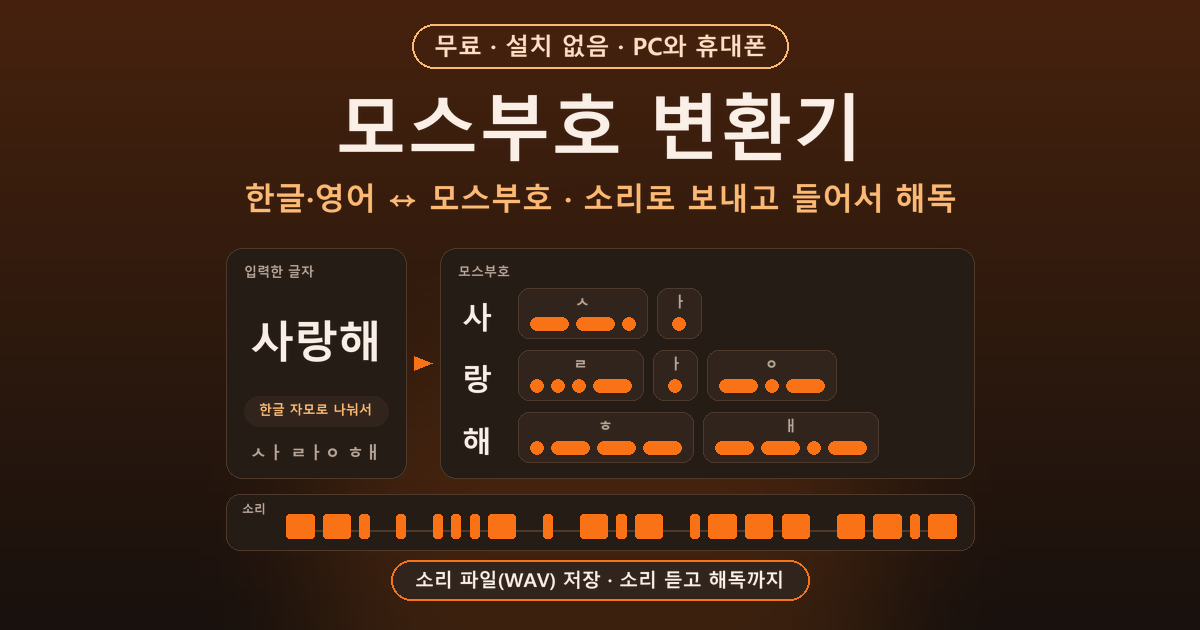 무료 · 설치 없음 · PC와 휴대폰
모스부호 변환기
한글·영어 ↔ 모스부호 · 소리로 보내고 들어서 해독
입력한 글자
사랑해
한글 자모로 나눠서
ㅅㅏ ㄹㅏㅇ ㅎㅐ
모스부호
사 ㅅ ㅏ
랑 ㄹ ㅏ ㅇ
해 ㅎ ㅐ
소리
소리 파일(WAV) 저장 · 소리 듣고 해독까지